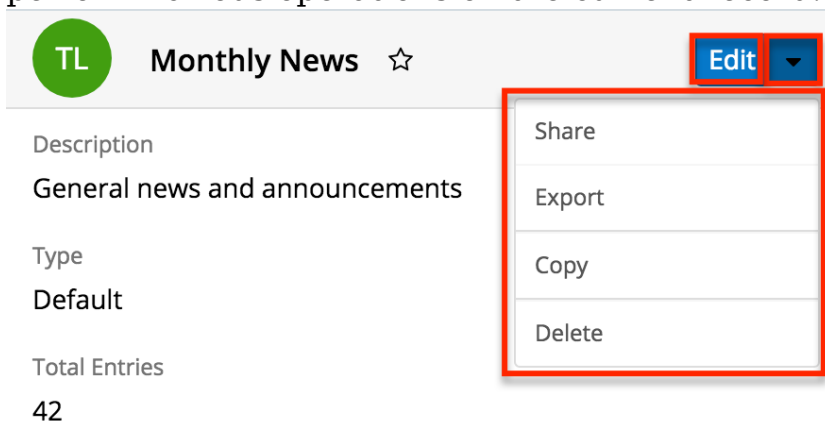 TL Monthly News Edit
Share
Description
General news and announcements
Export
Type
Copy
Default
Delete
Total Entries
42